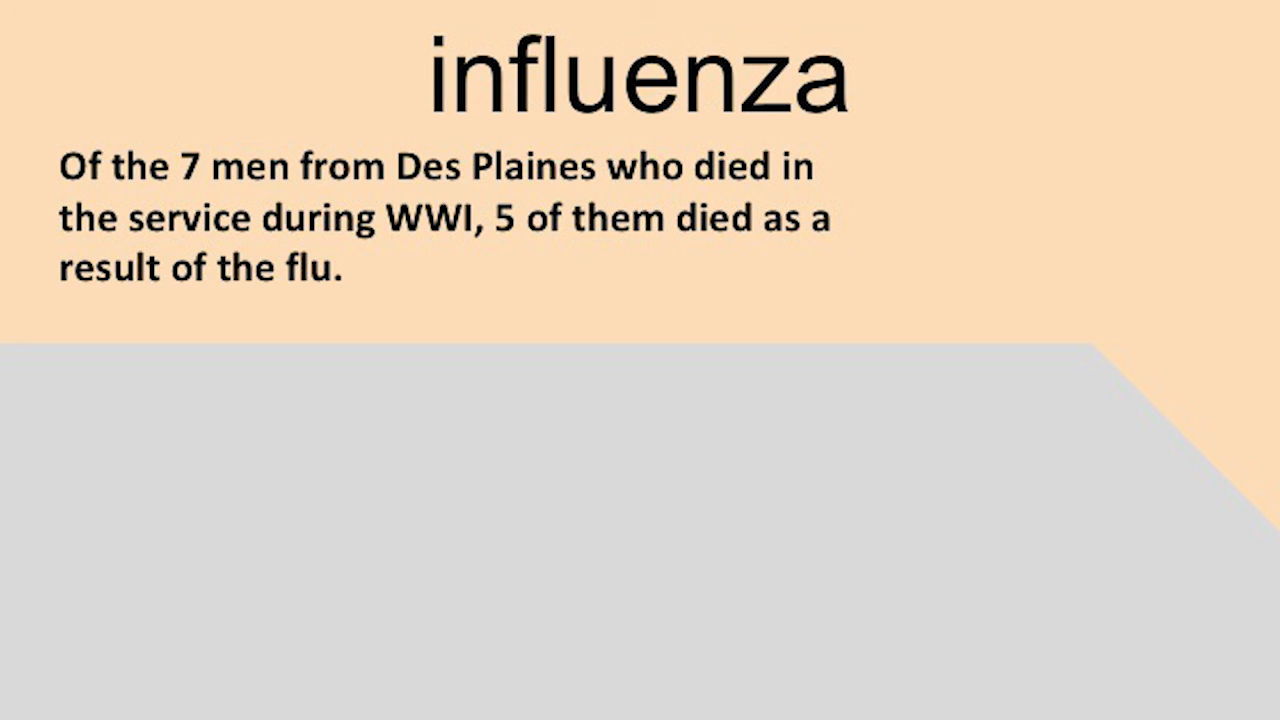 influenza
Of the 7 men from Des Plaines who died in
the service during WWI, 5 of them died as a
result of the flu.